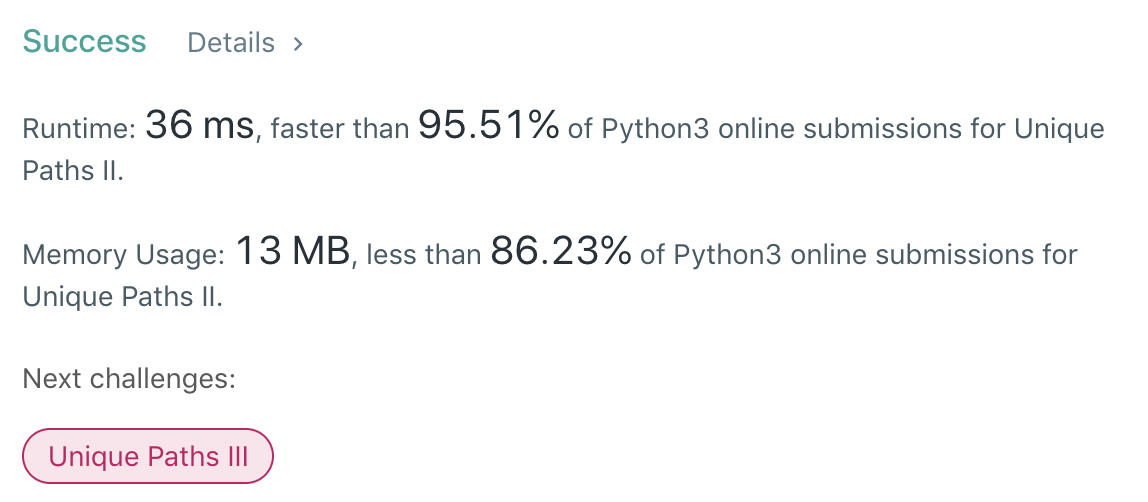 Success Details >
Runtime: 36 ms, faster than 95.51% of Python3 online submissions for Unique
Paths II.
Memory Usage: 13 MB, less than 86.23% of Python3 online submissions for
Unique Paths II.
Next challenges:
Unique Paths III